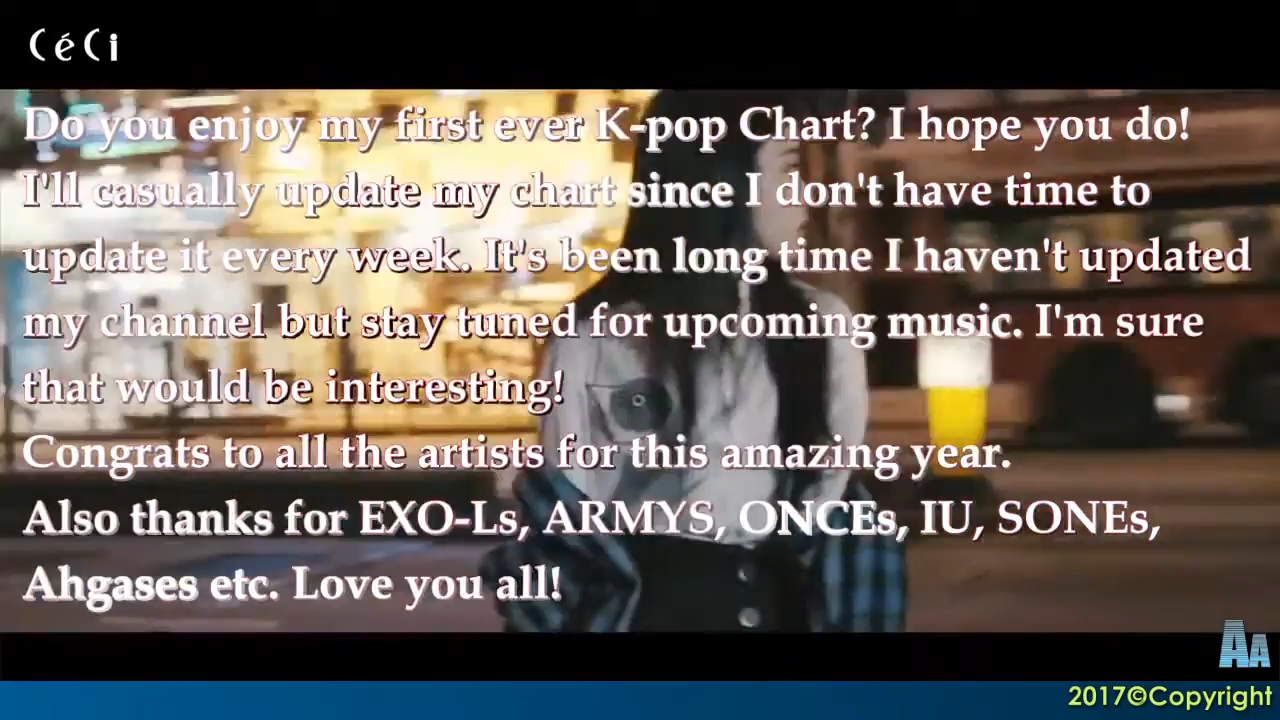 CéCi
Do you enjoy my first ever K-pop Chart? I hope you do!
I'll casually update my chart since I don't have time to
update it every week. It's been long time I haven't updated
my channel but stay tuned for upcoming music. I'm sure
that would be interesting!
Congrats to all the artists for this amazing year.
Also thanks for EXO-Ls, ARMYS, ONCEs, IU, SONEs,
Ahgases etc. Love you all!
AA
2017©Copyright